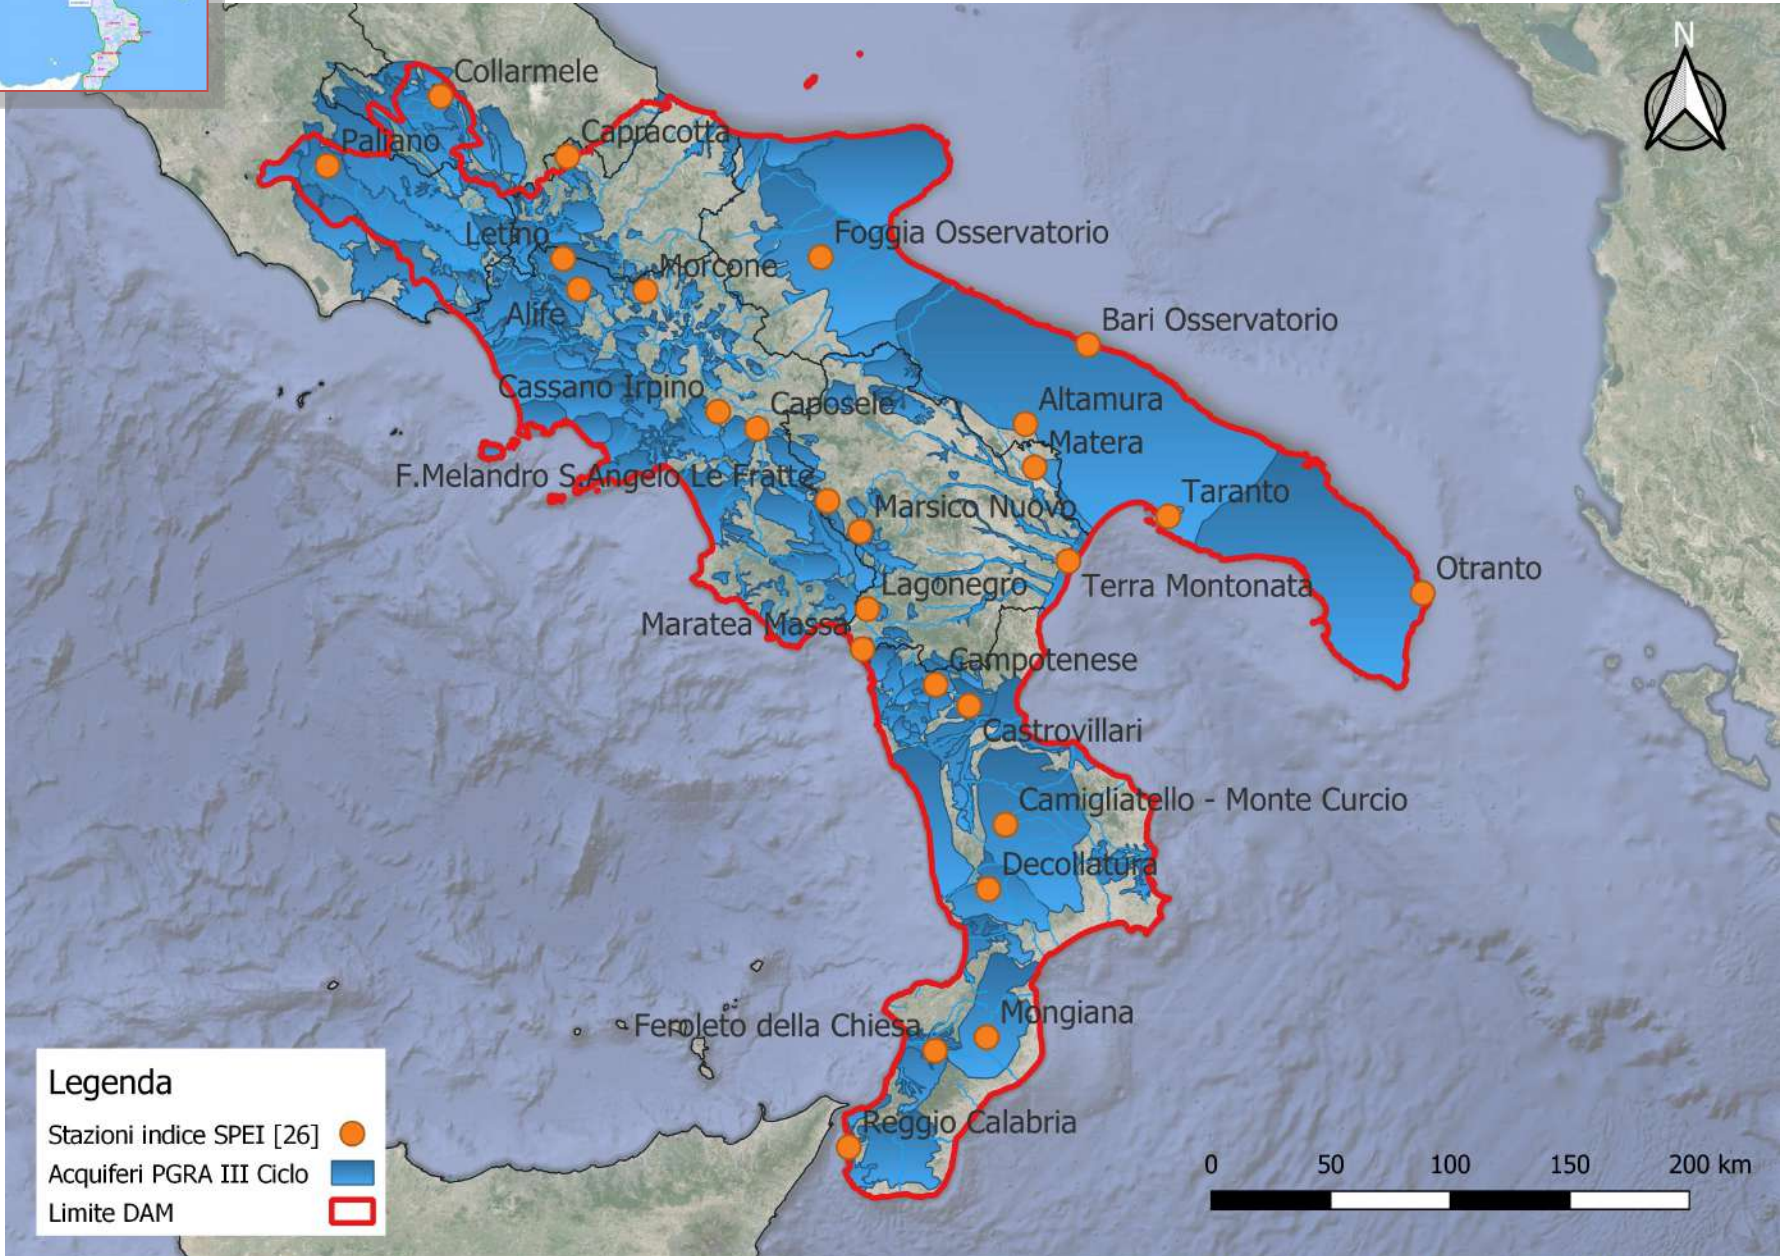 N
Collarmele
Paliano
Capracotta
Letino
Foggia Osservatorio
Morcone
Alife
Bari Osservatorio
Cassano Irpino
Caposele
Altamura
Matera
F.Melandro S.Angelo Le Fratte
Marsico Nuovo
Taranto
Otranto
Lagonegro
Terra Montonata
Maratea Massa
Campotenese
Castrovillari
Camigliatello - Monte Curcio
Decollatura
Mongiana
Feroleto della Chiesa
Reggio Calabria
Legenda
Stazioni indice SPEI [26]
Acquiferi PGRA III Ciclo
Limite DAM
0 50 100 150 200 km